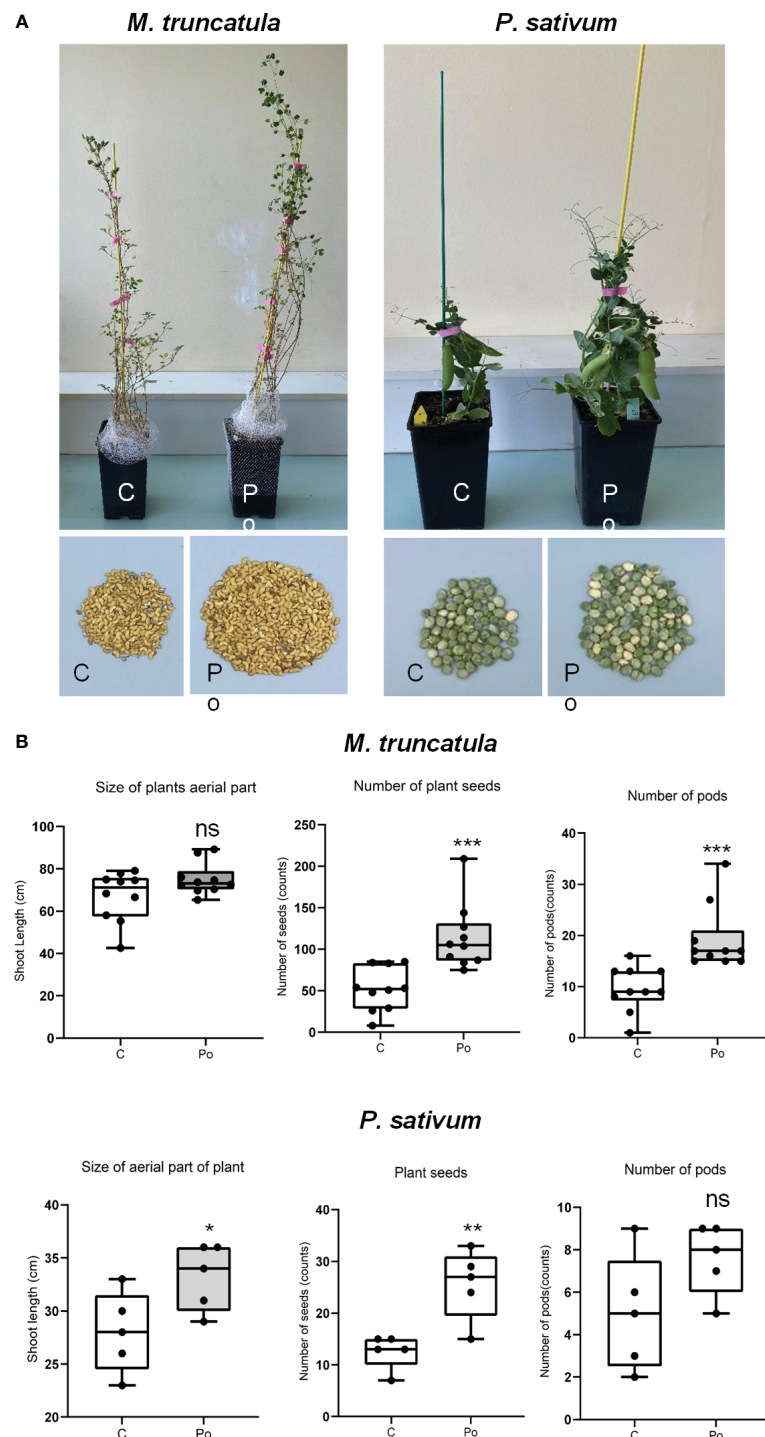 A
M. truncatula
P. sativum
C
P
o
C
P
o
C
P
o
C
P
o
B
M. truncatula
Size of plants aerial part
Number of plant seeds
Number of pods
ns
***
***
Shoot Length (cm)
100
80
60
40
20
0
C
Po
Number of seeds (counts)
250
200
150
100
50
0
C
Po
Number of pods(counts)
40
30
20
10
0
C
Po
P. sativum
Size of aerial part of plant
Plant seeds
Number of pods
*
**
ns
Shoot length (cm)
40
35
30
25
20
C
Po
Number of seeds (counts)
40
30
20
10
0
C
Po
Number of pods(counts)
10
8
6
4
2
0
C
Po